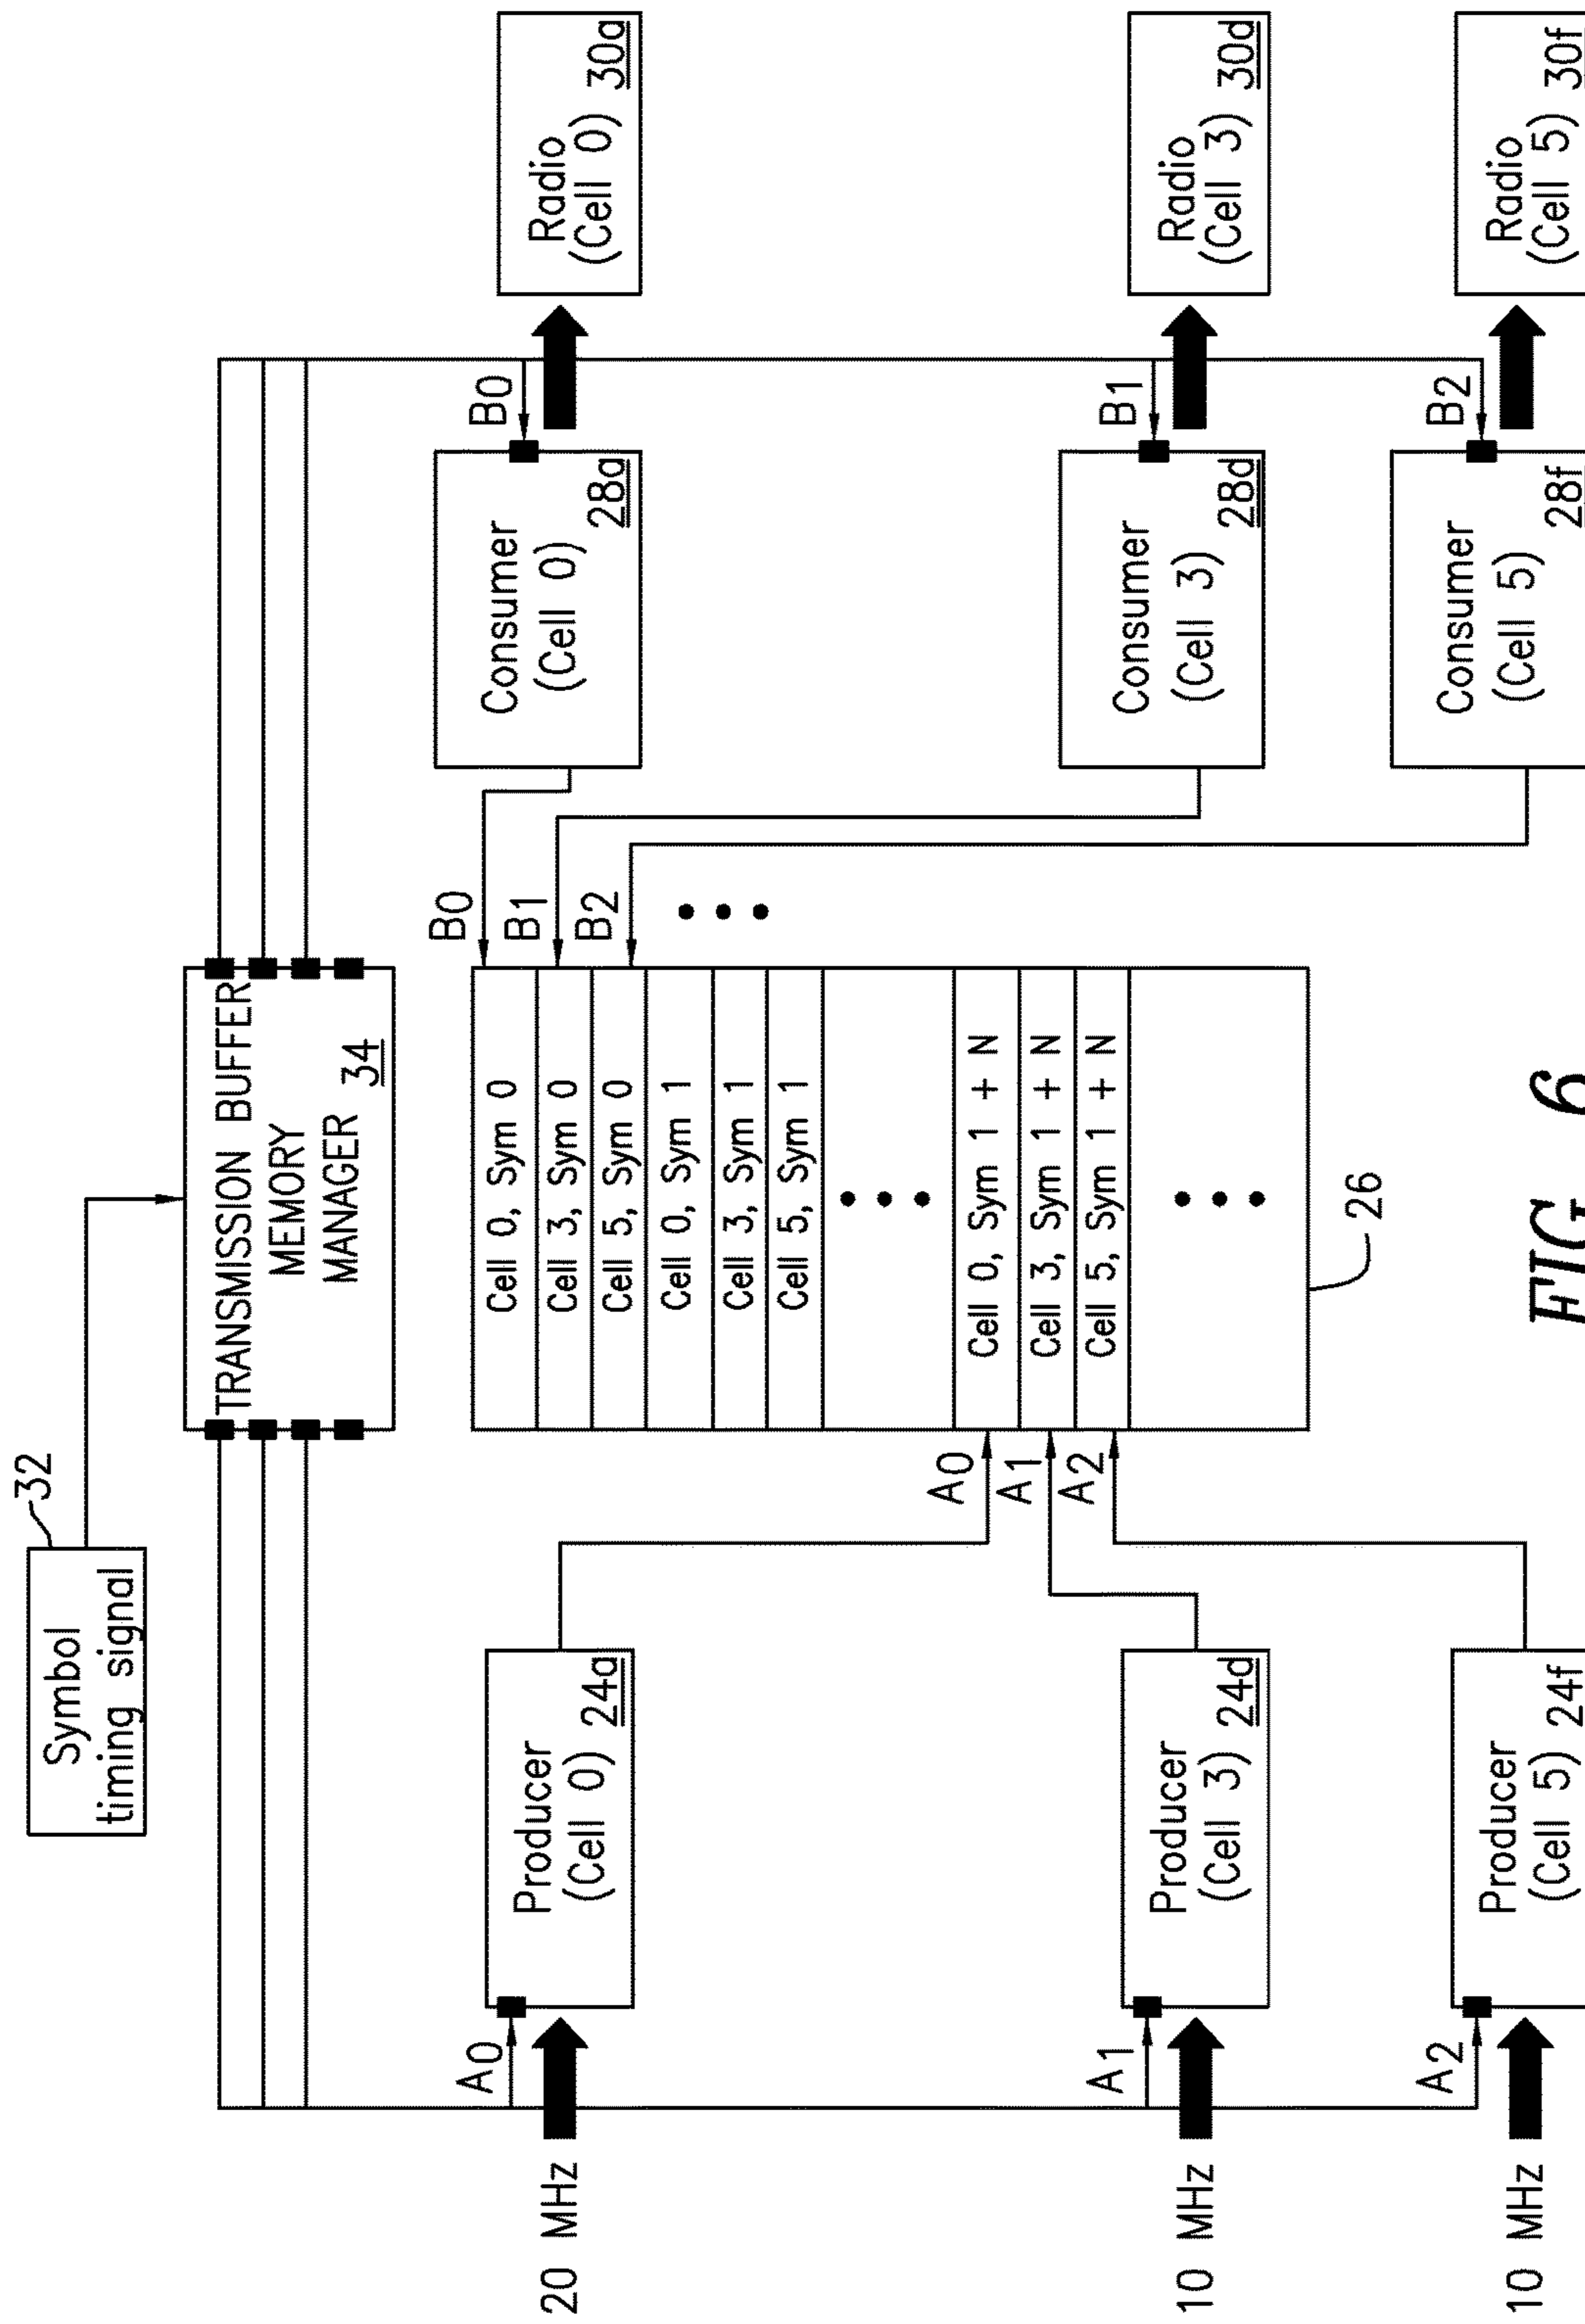 Symbol
timing signal
32
TRANSMISSION BUFFER
MEMORY
MANAGER 34
20 MHz
A0
Producer
(Cell 0) 24a
10 MHz
A1
Producer
(Cell 3) 24d
10 MHz
A2
Producer
(Cell 5) 24f
A0
A1
A2
Cell 0, Sym 0
Cell 3, Sym 0
Cell 5, Sym 0
Cell 0, Sym 1
Cell 3, Sym 1
Cell 5, Sym 1
Cell 0, Sym 1 + N
Cell 3, Sym 1 + N
Cell 5, Sym 1 + N
26
B0
B1
B2
Consumer
(Cell 0)
28a
B0
Consumer
(Cell 3)
28d
B1
Consumer
(Cell 5)
28f
B2
Radio
(Cell 0) 30a
Radio
(Cell 3) 30d
Radio
(Cell 5) 30f
FIG. 6